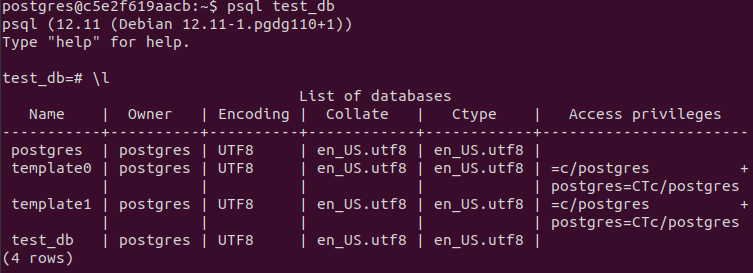 postgres@c5e2f619aacb:~$ psql test_db
psql (12.11 (Debian 12.11-1.pgdg110+1))
Type "help" for help.

test_db=# \l
                                 List of databases
   Name    |  Owner   | Encoding |  Collate   |   Ctype    |   Access privileges
-----------+----------+----------+------------+------------+-----------------------
 postgres  | postgres | UTF8     | en_US.utf8 | en_US.utf8 |
 template0 | postgres | UTF8     | en_US.utf8 | en_US.utf8 | =c/postgres          +
           |          |          |            |            | postgres=CTc/postgres
 template1 | postgres | UTF8     | en_US.utf8 | en_US.utf8 | =c/postgres          +
           |          |          |            |            | postgres=CTc/postgres
 test_db   | postgres | UTF8     | en_US.utf8 | en_US.utf8 |
(4 rows)